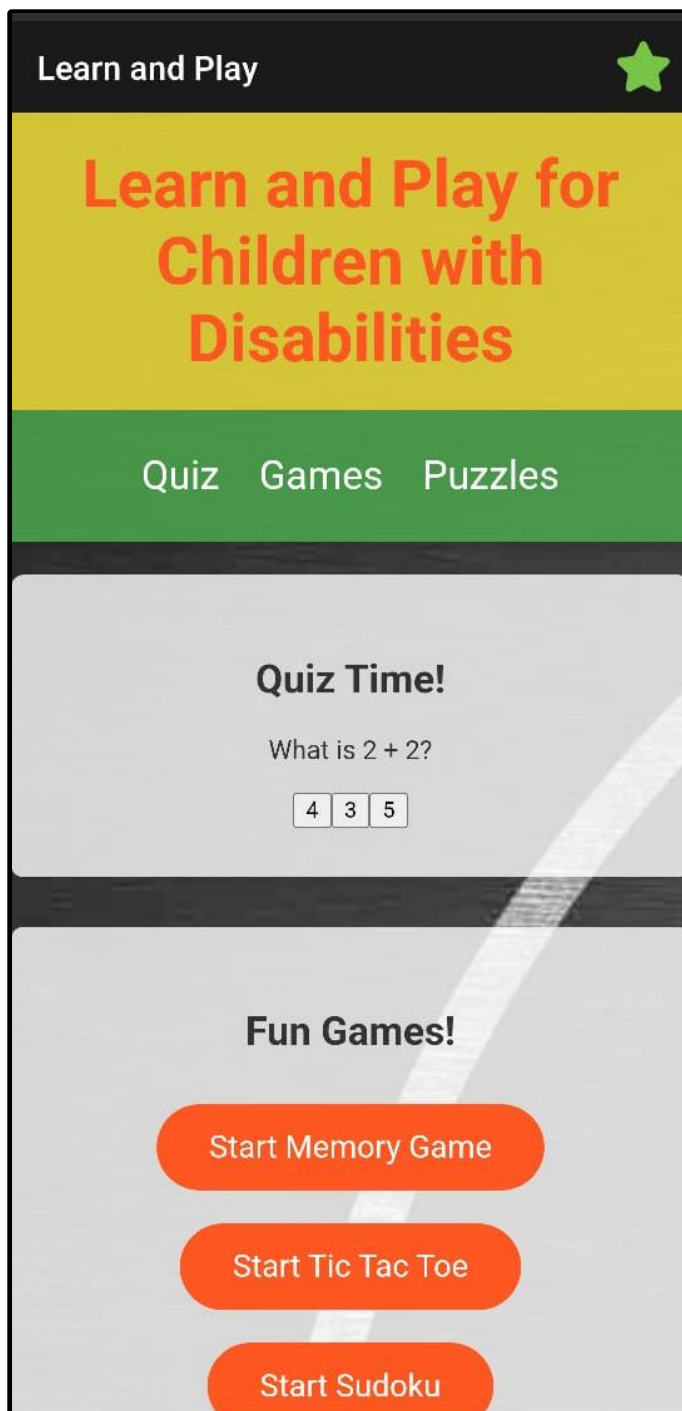 Learn and Play
Learn and Play for
Children with
Disabilities
Quiz Games Puzzles
Quiz Time!
What is 2 + 2?
4 3 5
Fun Games!
Start Memory Game
Start Tic Tac Toe
Start Sudoku